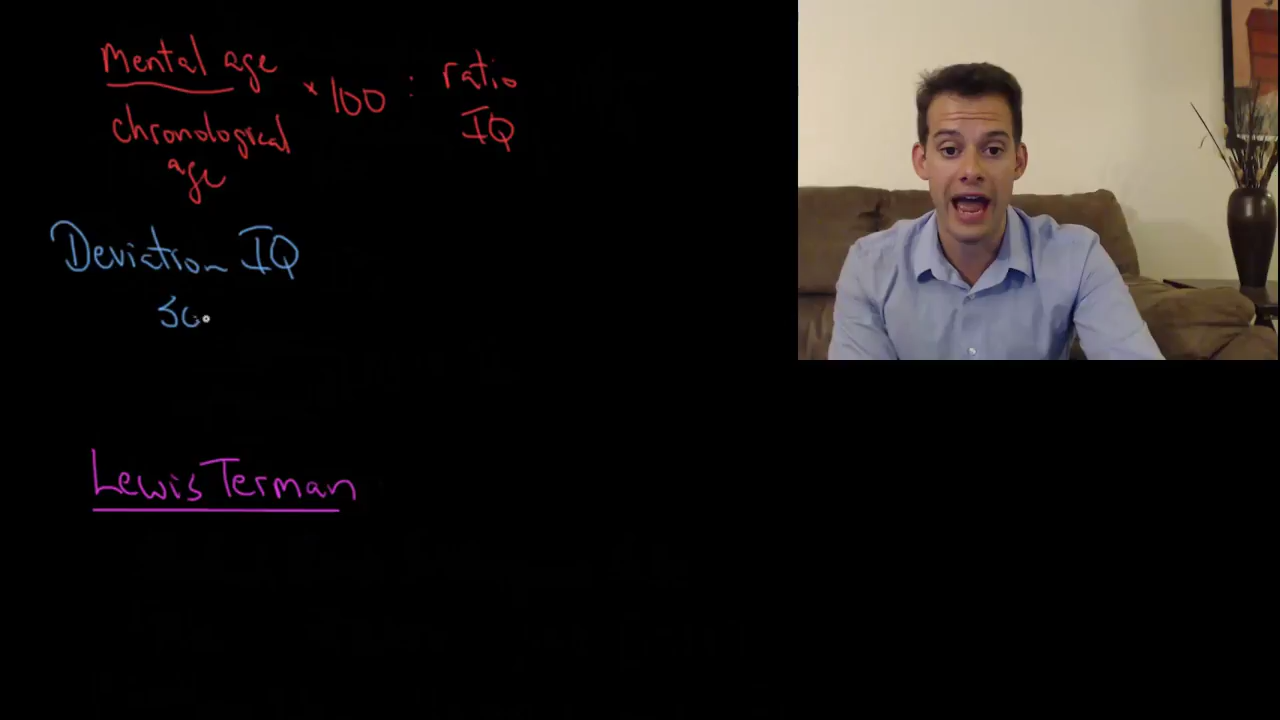 Mental age
chronological
age
* 100 :
ratio
IQ
Deviation IQ
Lewis Terman